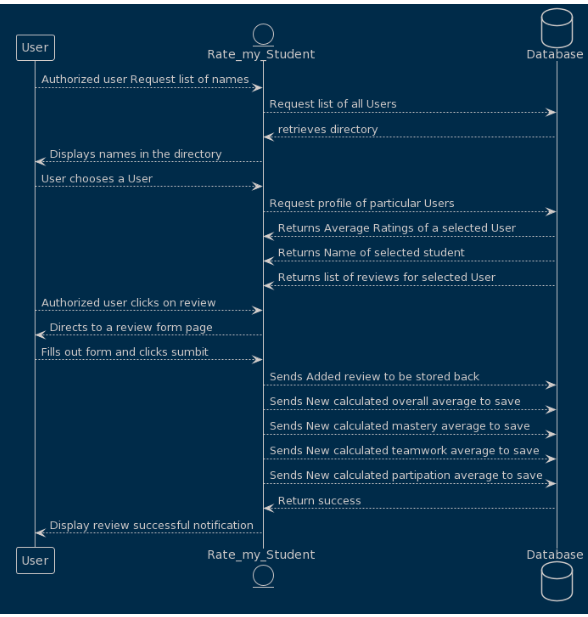 User
Rate_my_Student
Database
Authorized user Request list of names
Request list of all Users
retrieves directory
Displays names in the directory
User chooses a User
Request profile of particular Users
Returns Average Ratings of a selected User
Returns Name of selected student
Returns list of reviews for selected User
Authorized user clicks on review
Directs to a review form page
Fills out form and clicks sumbit
Sends Added review to be stored back
Sends New calculated overall average to save
Sends New calculated mastery average to save
Sends New calculated teamwork average to save
Sends New calculated partipation average to save
Return success
Display review successful notification
User
Rate_my_Student
Database